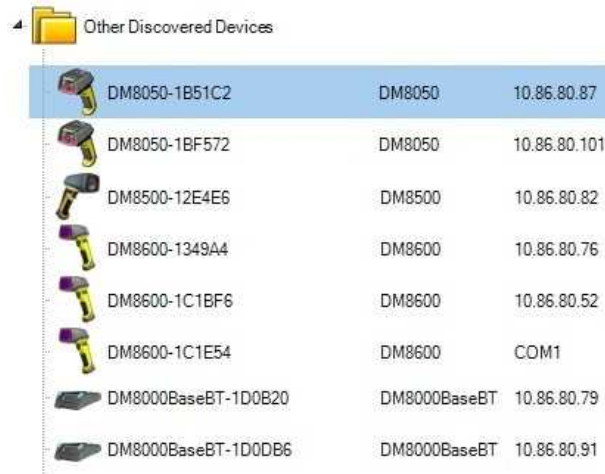 Other Discovered Devices
DM8050-1B51C2 DM8050 10.86.80.87
DM8050-1BF572 DM8050 10.86.80.101
DM8500-12E4E6 DM8500 10.86.80.82
DM8600-1349A4 DM8600 10.86.80.76
DM8600-1C1BF6 DM8600 10.86.80.52
DM8600-1C1E54 DM8600 COM1
DM8000BaseBT-1D0B20 DM8000BaseBT 10.86.80.79
DM8000BaseBT-1D0DB6 DM8000BaseBT 10.86.80.91